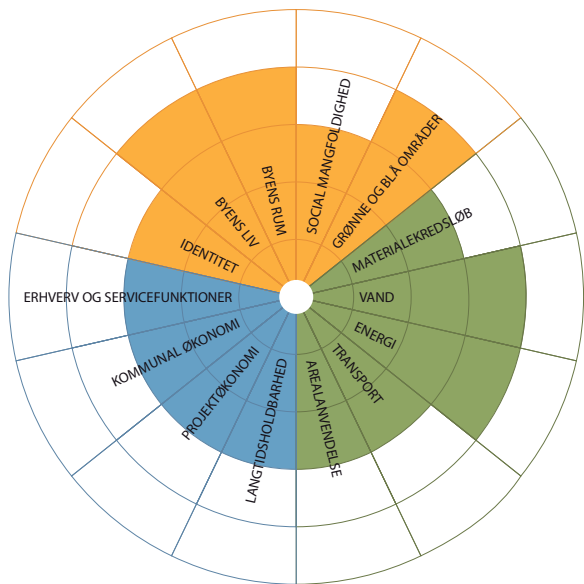 SOCIAL MANGFOLDIGHED
GRØNNE OG BLÅ OMRÅDER
MATERIALEKREDSLØB
VAND
ENERGI
TRANSPORT
AREALANVENDELSE
LANGTIDSHOLDBARHED
PROJEKTØKONOMI
KOMMUNAL ØKONOMI
ERHVERV OG SERVICEFUNKTIONER
IDENTITET
BYENS LIV
BYENS RUM